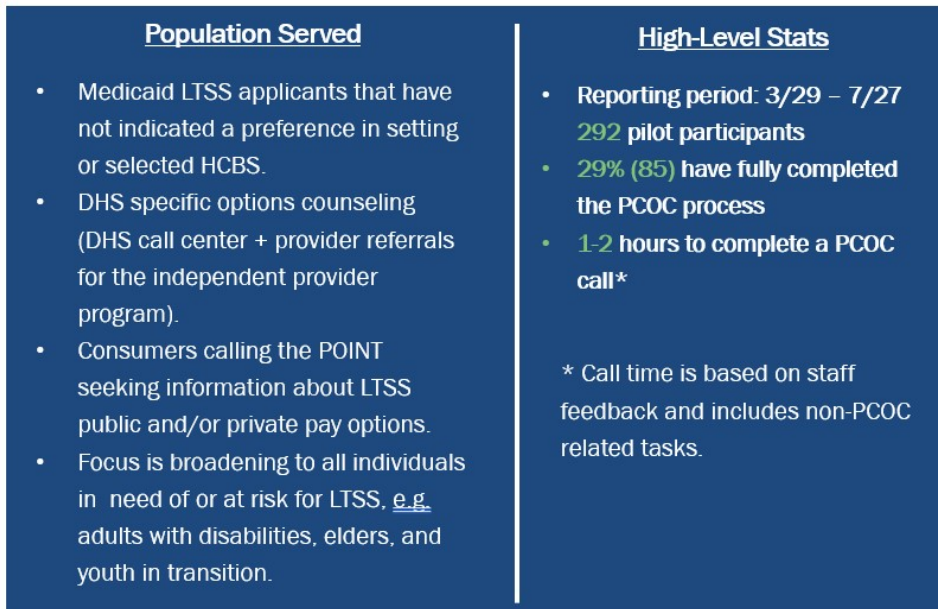 Population Served
• Medicaid LTSS applicants that have
not indicated a preference in setting
or selected HCBS.
• DHS specific options counseling
(DHS call center + provider referrals
for the independent provider
program).
• Consumers calling the POINT
seeking information about LTSS
public and/or private pay options.
• Focus is broadening to all individuals
in need of or at risk for LTSS, e.g.
adults with disabilities, elders, and
youth in transition.
High-Level Stats
• Reporting period: 3/29 – 7/27
292 pilot participants
• 29% (85) have fully completed
the PCOC process
• 1-2 hours to complete a PCOC
call*
* Call time is based on staff
feedback and includes non-PCOC
related tasks.